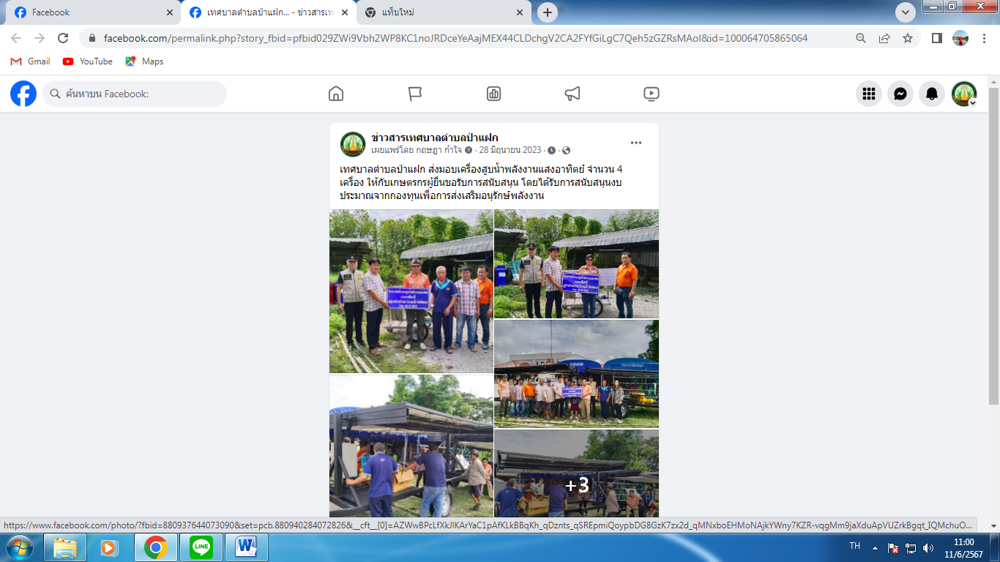 Facebook
เทศบาลตำบลป่าแฝก... - ข่าวสารเท
แท็บใหม่
facebook.com/permalink.php?story_fbid=pfbid029ZWi9Vbh2WP8KC1noJRDceYeAajMEX44CLDchgV2CA2FYfGiLgC7Qeh5zGZRsMAol&id=100064705865064
Gmail
YouTube
Maps
ค้นหาบน Facebook:
ข่าวสารเทศบาลตำบลป่าแฝก
เผยแพร่โดย กฤษฎา กำใจ · 28 มิถุนายน 2023 ·
เทศบาลตำบลป่าแฝก ส่งมอบเครื่องสูบน้ำพลังงานแสงอาทิตย์ จำนวน 4
เครื่อง ให้กับเกษตรกรผู้ยื่นขอรับการสนับสนุน โดยได้รับการสนับสนุนงบ
ประมาณจากกองทุนเพื่อการส่งเสริมอนุรักษ์พลังงาน
+3
https://www.facebook.com/photo/?fbid=880937644073090&set=pcb.880940284072826&__cft__[0]=AZWwBPcLfXkJlKArYaC1pAfKLkBBqKh_qDznts_qSREpmiQoypbDG8GzK7zx2d_qMNxboEHMoNAjkYWny7KZR-vqgMm9jaXduApVUZrkBgqt_IQMchuO...
LINE
TH
11:00
11/6/2567